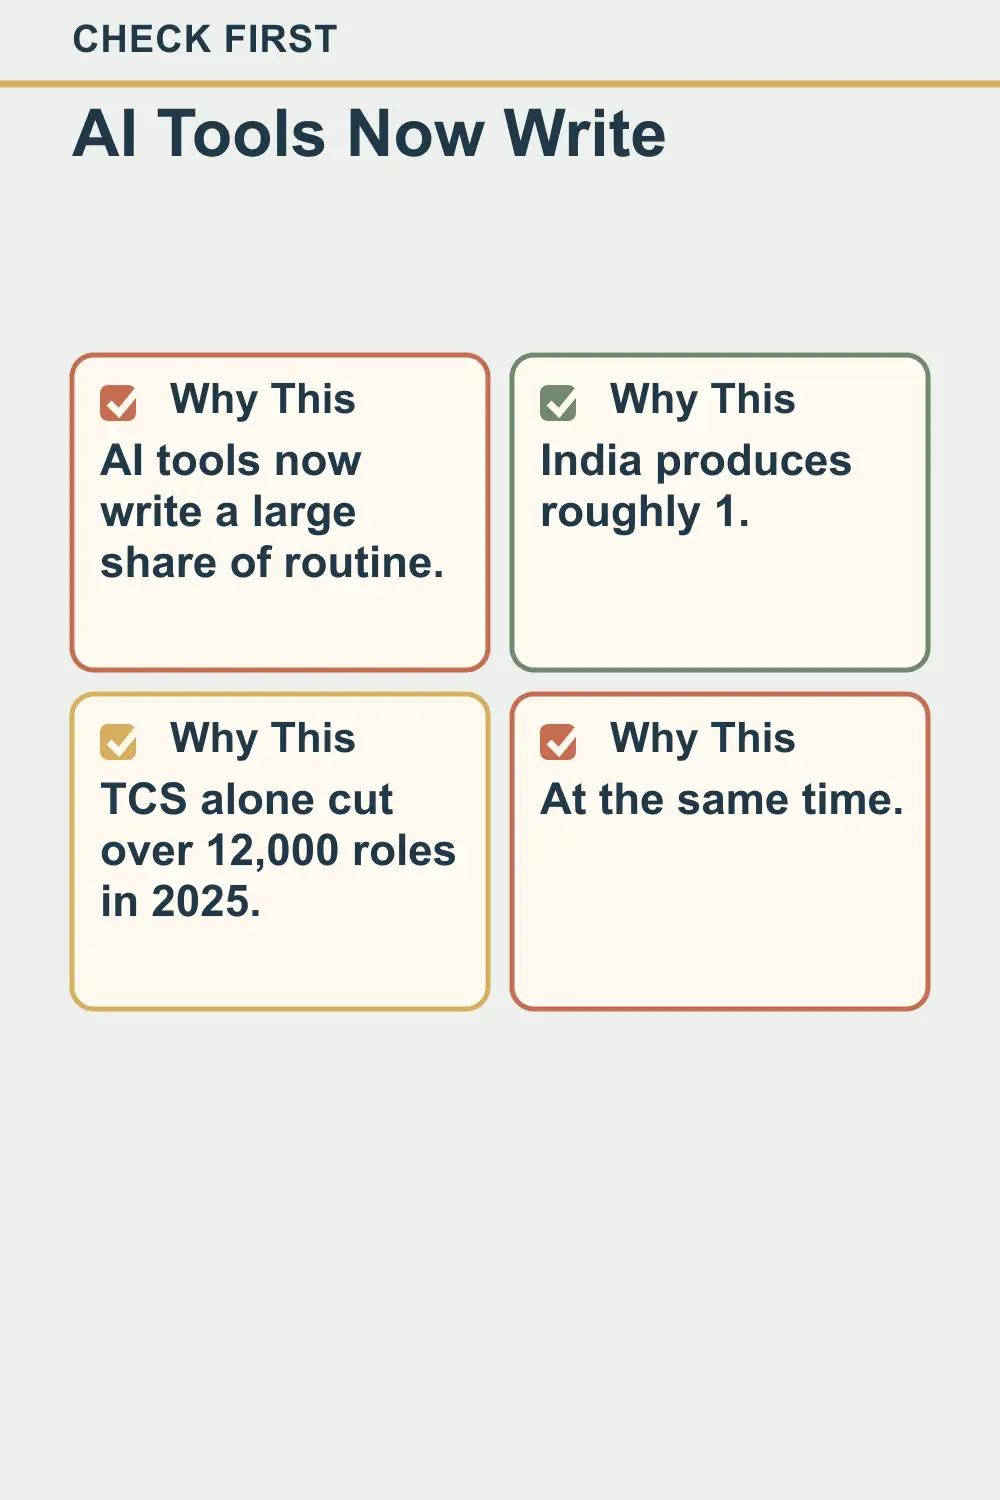 CHECK FIRST
AI Tools Now Write
Why This
AI tools now
write a large
share of routine.
Why This
India produces
roughly 1.
Why This
TCS alone cut
over 12,000 roles
in 2025.
Why This
At the same time.